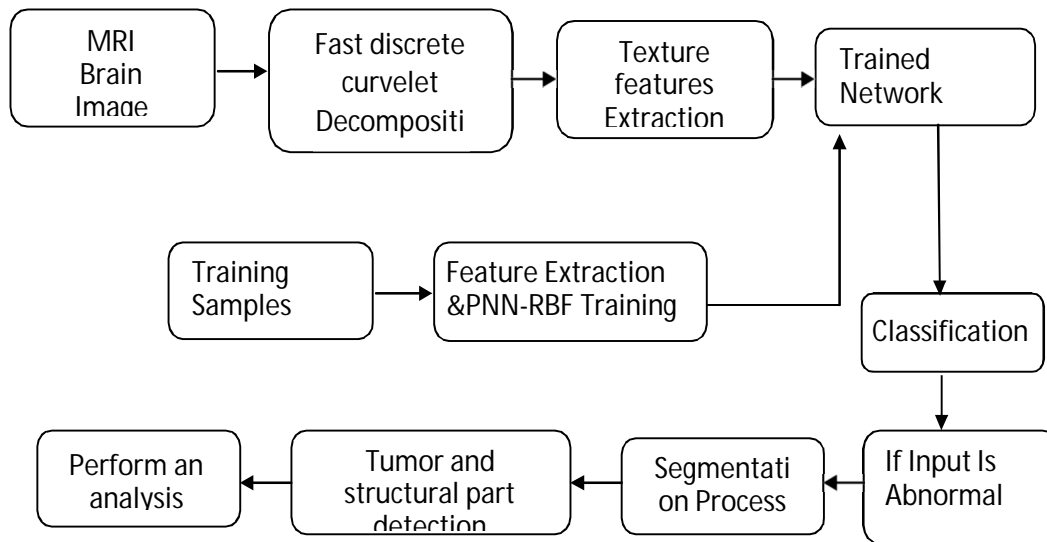 MRI
Brain
Image
Fast discrete
curvelet
Decompositi
Texture
features
Extraction
Trained
Network
Training
Samples
Feature Extraction
&PNN-RBF Training
Classification
If Input Is
Abnormal
Segmentati
on Process
Tumor and
structural part
detection
Perform an
analysis